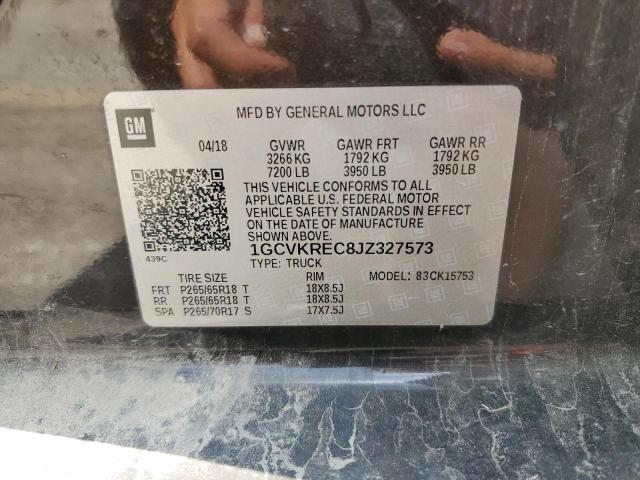 GM
MFD BY GENERAL MOTORS LLC
04/18 GVWR GAWR FRT GAWR RR
3266 KG 1792 KG 1792 KG
7200 LB 3950 LB 3950 LB
THIS VEHICLE CONFORMS TO ALL
APPLICABLE U.S. FEDERAL MOTOR
VEHICLE SAFETY STANDARDS IN EFFECT
ON THE DATE OF MANUFACTURE
SHOWN ABOVE.
1GCVKREC8JZ327573
439C
TYPE: TRUCK MODEL: 83CK15753
TIRE SIZE RIM
FRT P265/65R18 T 18X8.5J
RR P265/65R18 T 18X8.5J
SPA P265/70R17 S 17X7.5J